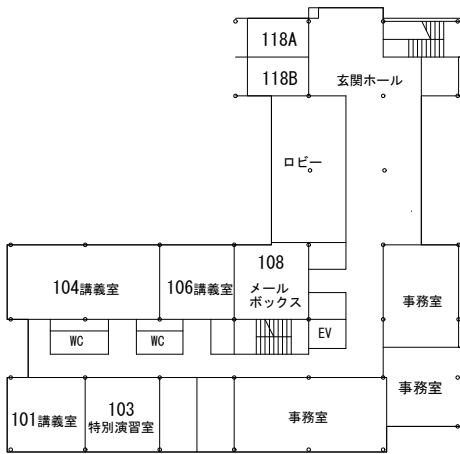 118A
118B
玄関ホール
ロビー
104講義室
106講義室
108
メール
ボックス
事務室
WC
WC
EV
101講義室
103
特別演習室
事務室
事務室